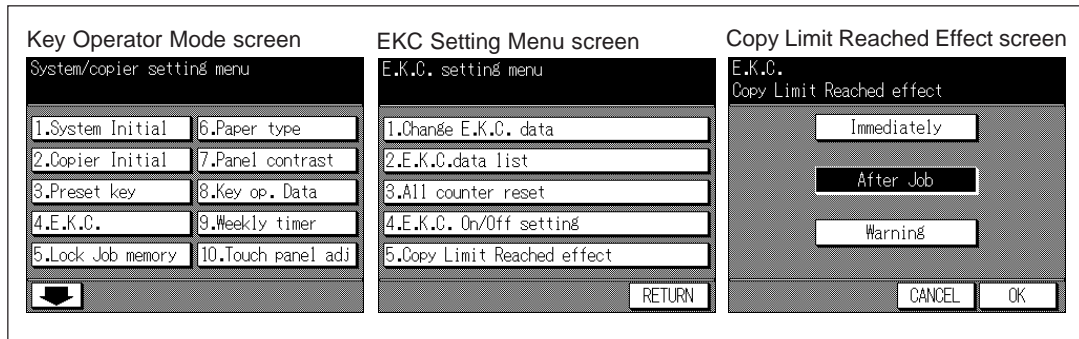 Key Operator Mode screen
System/copier setting menu
1.System Initial
6.Paper type
2.Copier Initial
7.Panel contrast
3.Preset key
8.Key op. Data
4.E.K.C.
9.Weekly timer
5.Lock Job memory
10.Touch panel adj
EKC Setting Menu screen
E.K.C. setting menu
1.Change E.K.C. data
2.E.K.C.data list
3.All counter reset
4.E.K.C. On/Off setting
5.Copy Limit Reached effect
RETURN
Copy Limit Reached Effect screen
E.K.C.
Copy Limit Reached effect
Immediately
After Job
Warning
CANCEL
OK